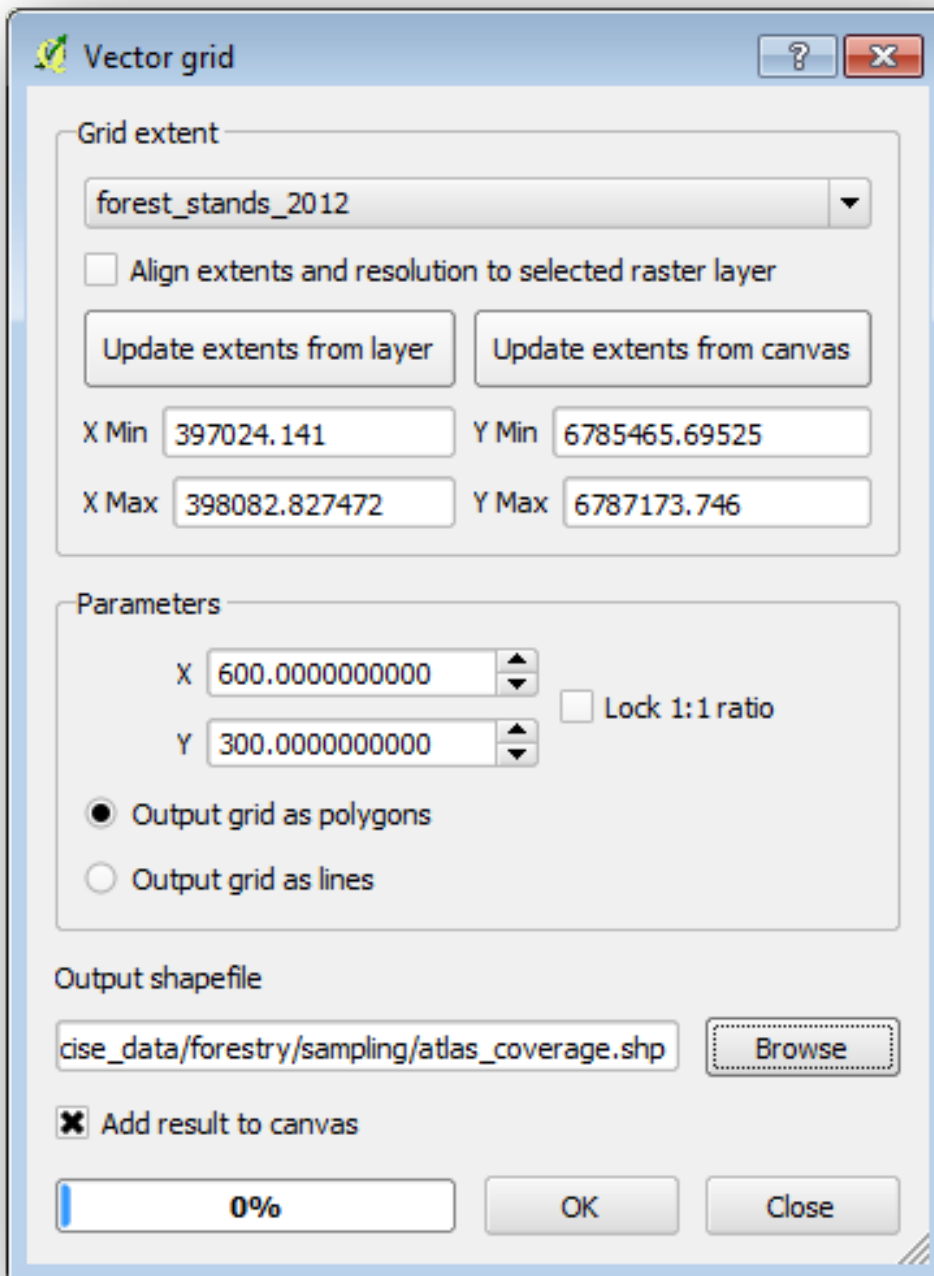 Vector grid
Grid extent
forest_stands_2012
Align extents and resolution to selected raster layer
Update extents from layer Update extents from canvas
X Min 397024.141 Y Min 6785465.69525
X Max 398082.827472 Y Max 6787173.746
Parameters
X 600.0000000000
Lock 1:1 ratio
Y 300.0000000000
Output grid as polygons
Output grid as lines
Output shapefile
cise_data/forestry/sampling/atlas_coverage.shp Browse
Add result to canvas
0% OK Close